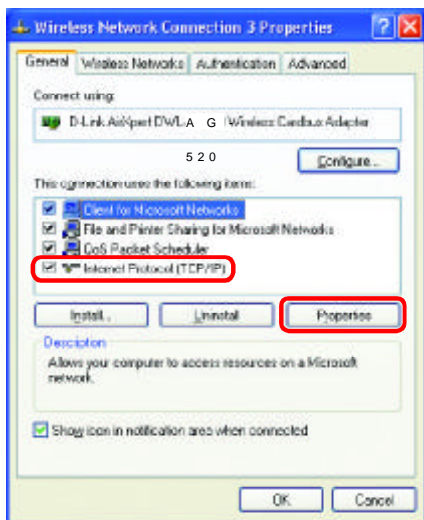 Wireless Network Connection 3 Properties
General Wireless Networks Authentication Advanced
Connect using:
D-Link AirXpert DWL-A G Wireless Cardbus Adapter
5 2 0
Configure...
This connection uses the following items:
Client for Microsoft Networks
File and Printer Sharing for Microsoft Networks
QoS Packet Scheduler
Internet Protocol (TCP/IP)
Install... Uninstall Properties
Description
Allows your computer to access resources on a Microsoft
network.
Show icon in notification area when connected
OK Cancel